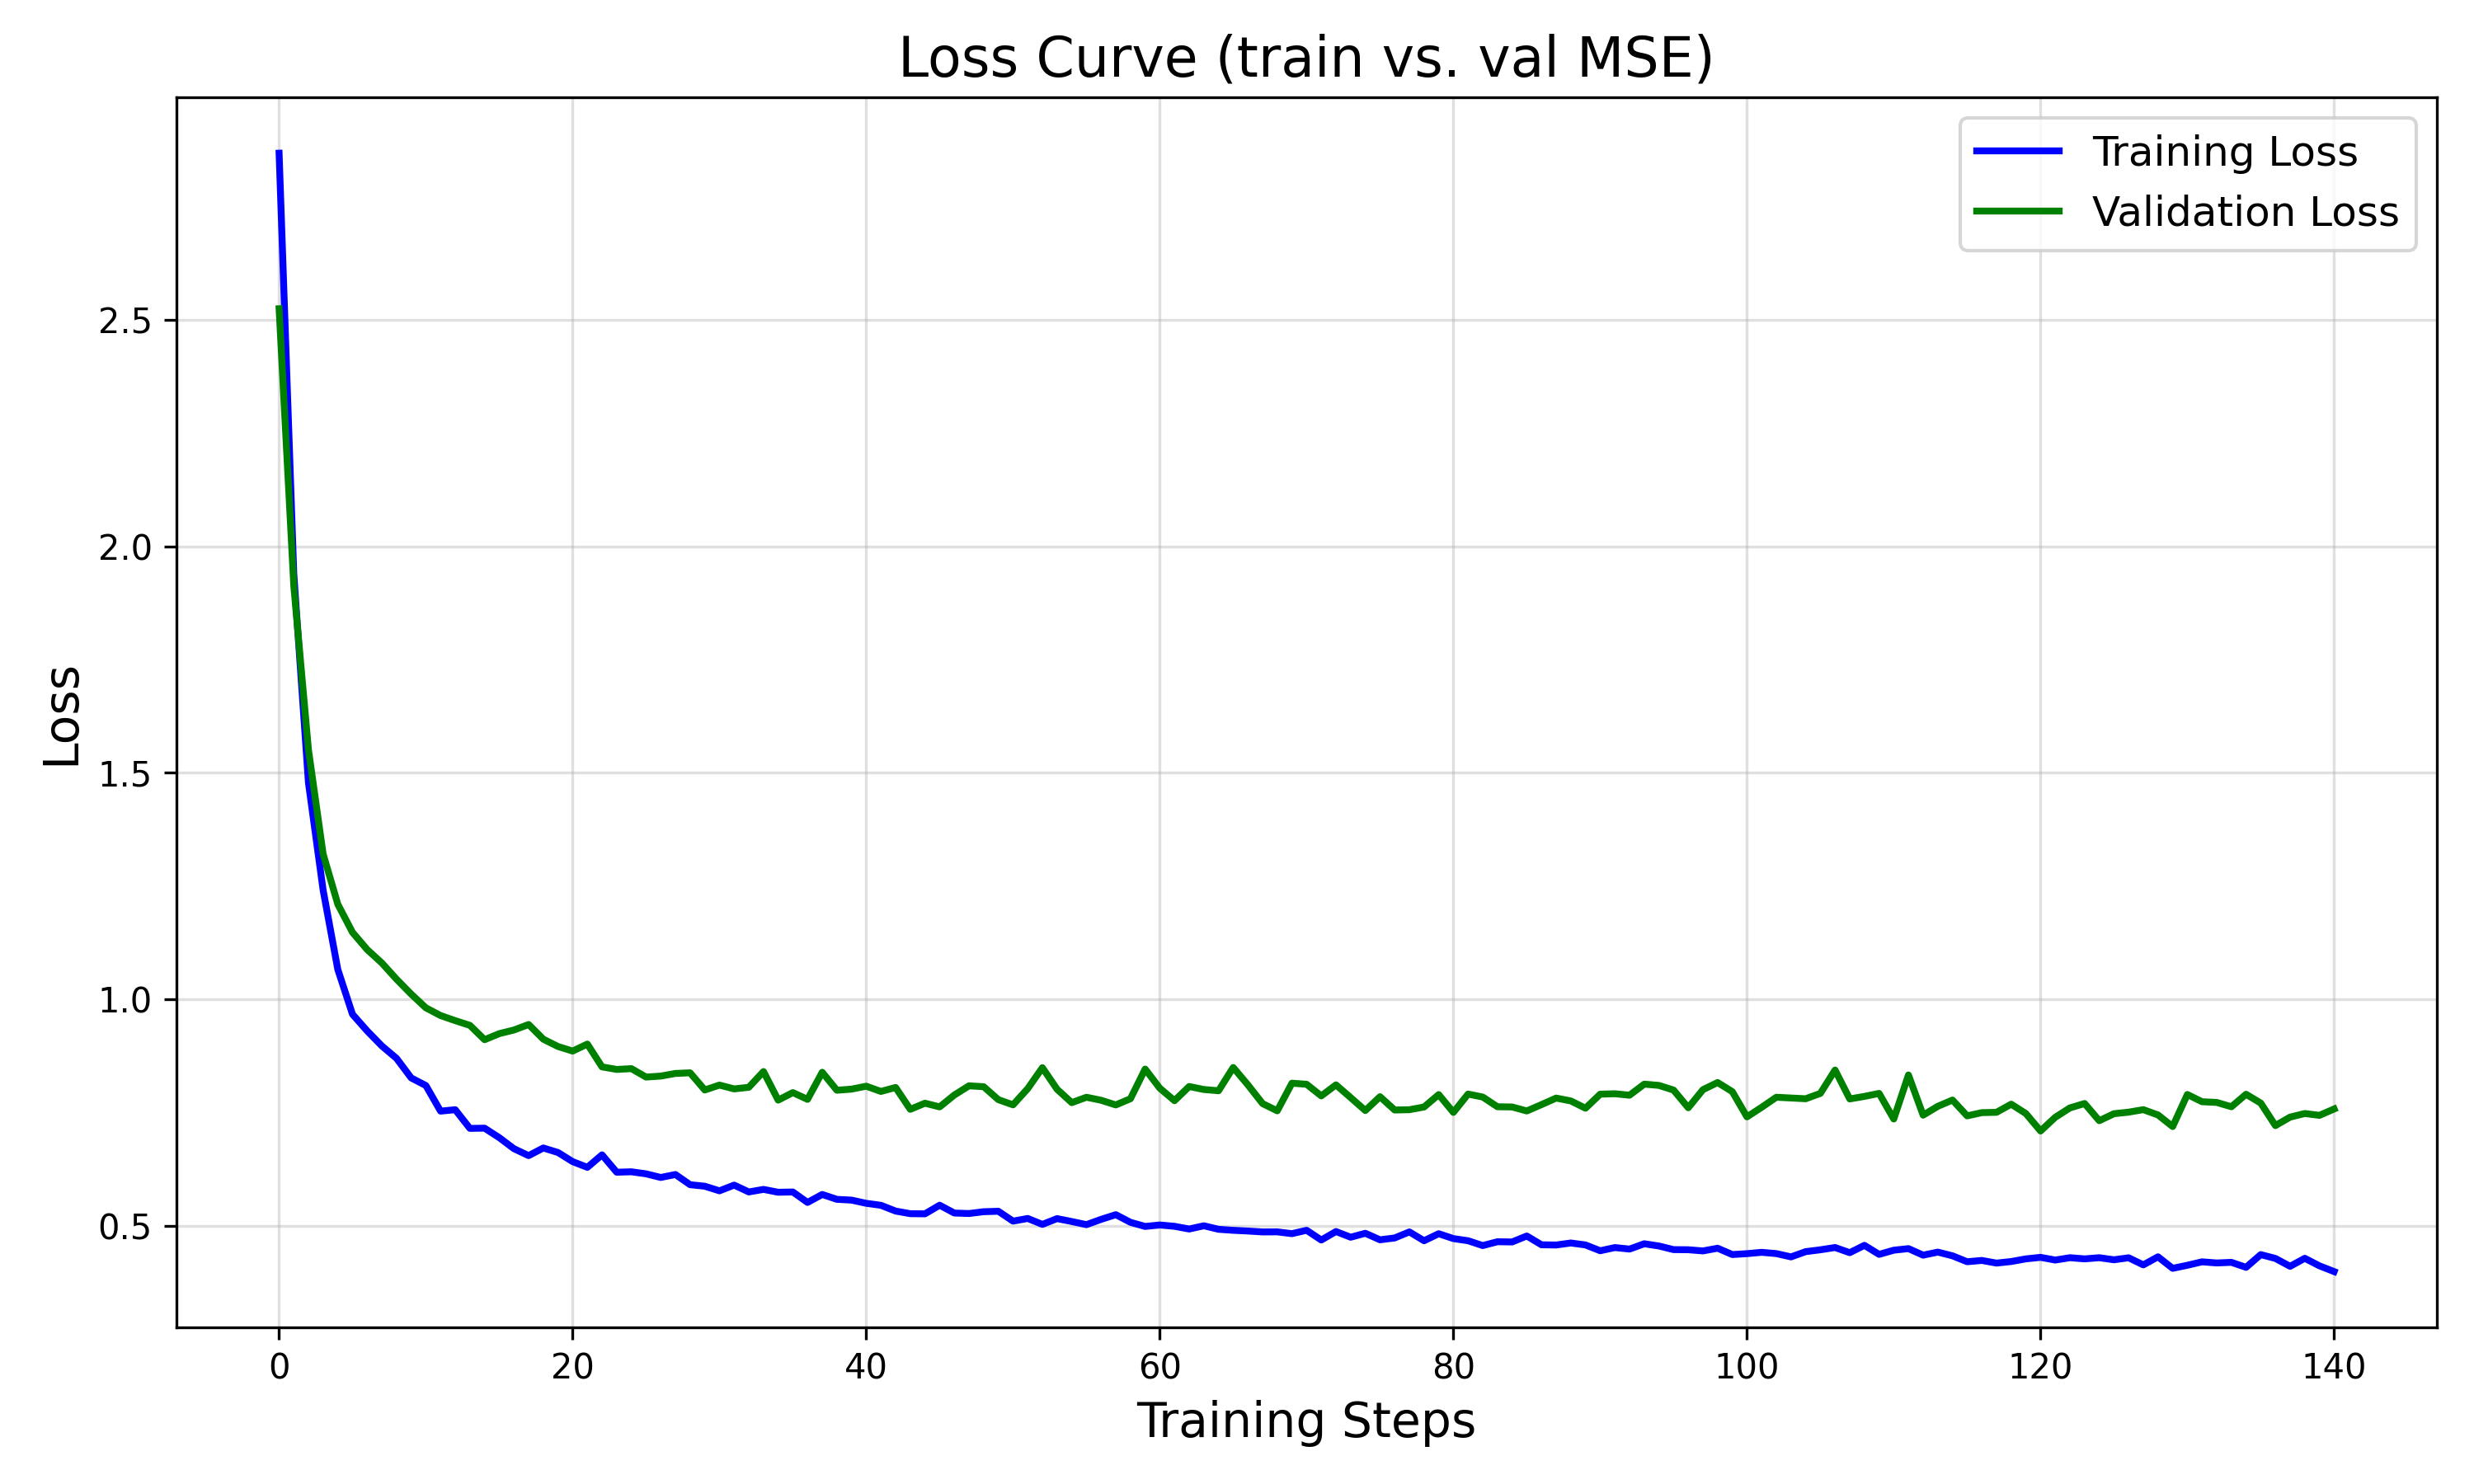 Loss Curve (train vs. val MSE)
Training Loss
Validation Loss
2.5
2.0
1.5
1.0
0.5
Loss
0 20 40 60 80 100 120 140
Training Steps